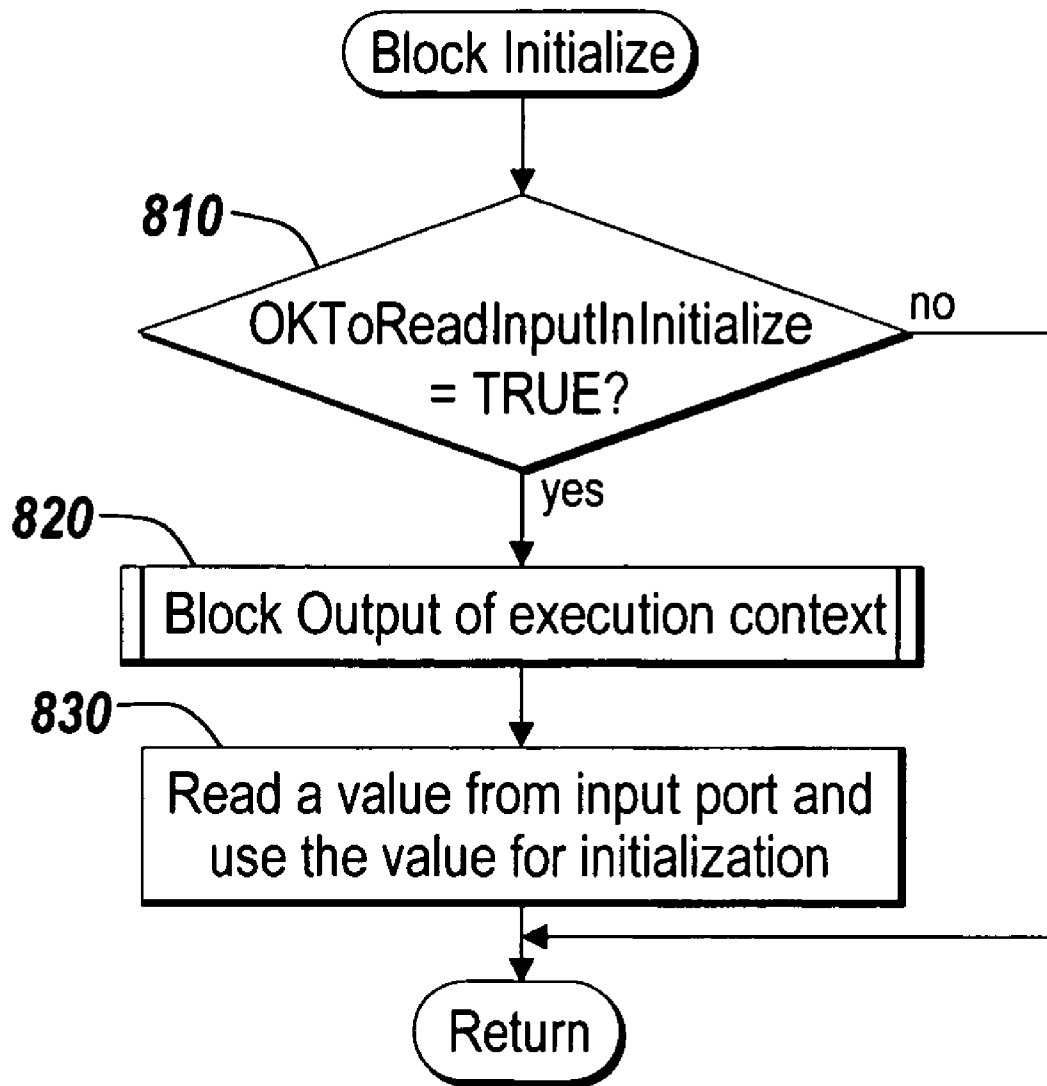 Block Initialize
810
OKToReadInputInInitialize
= TRUE?
no
yes
820
Block Output of execution context
830
Read a value from input port and
use the value for initialization
Return